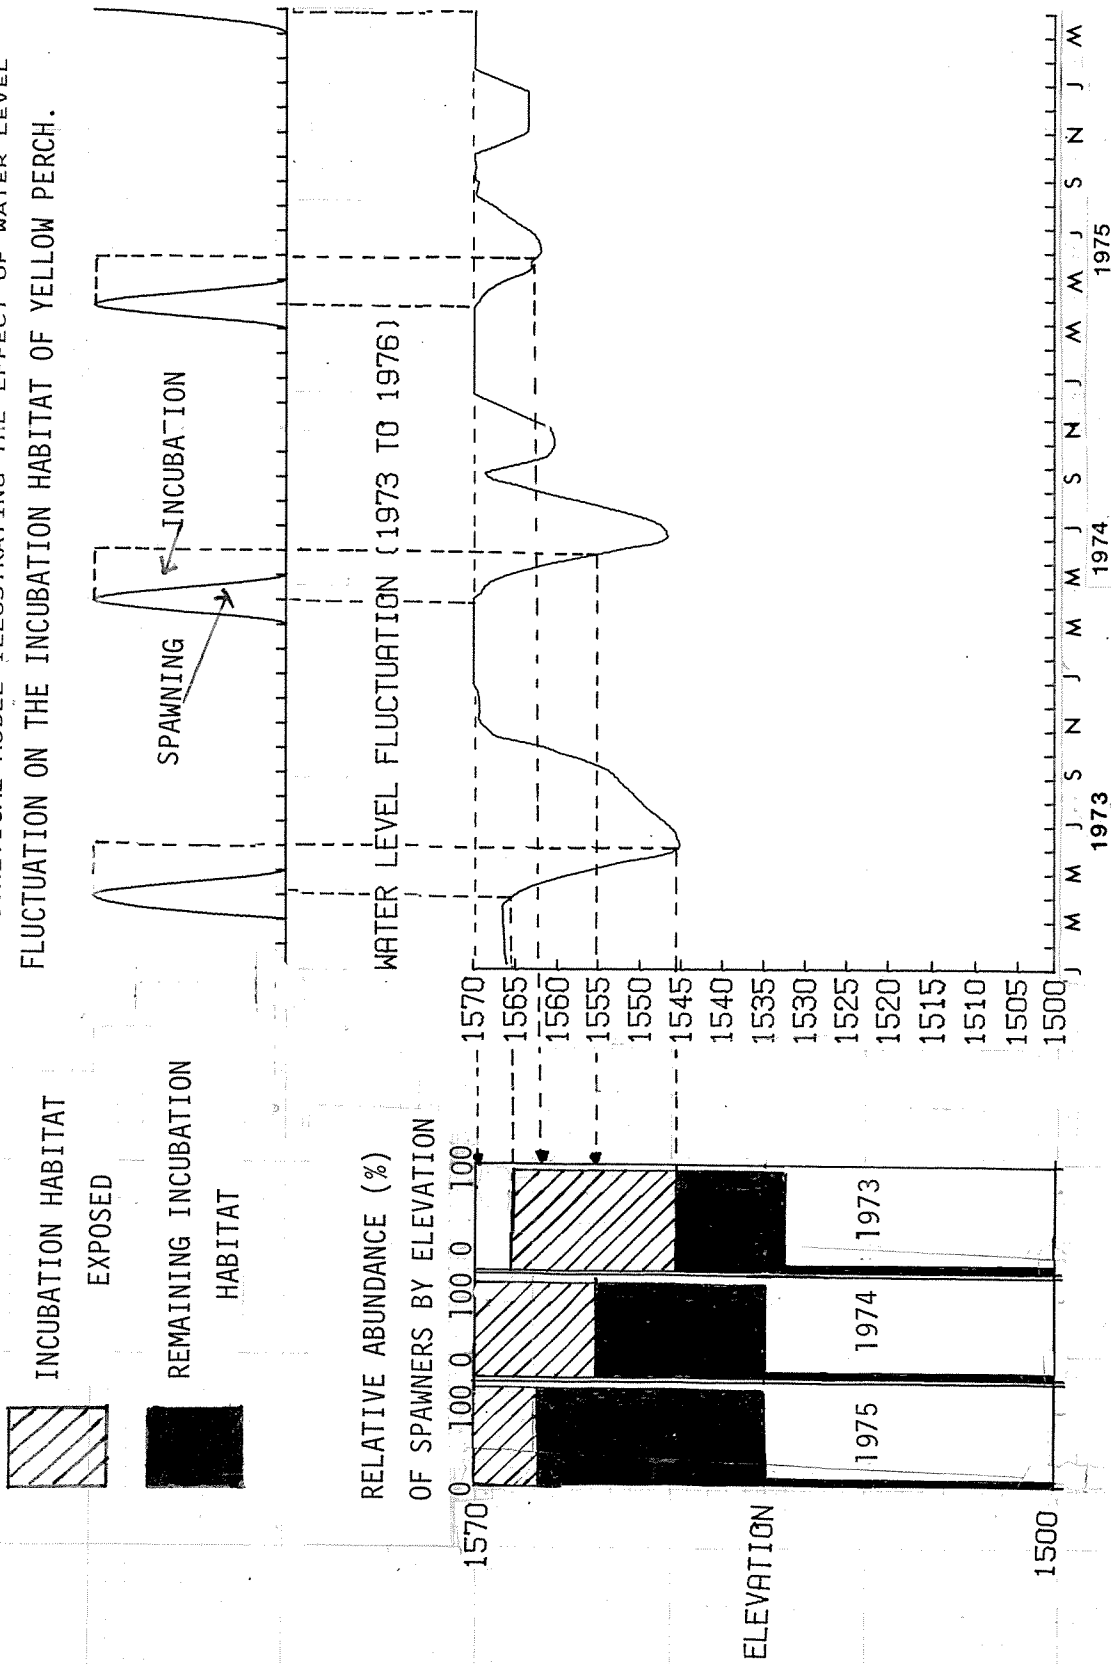 FLUCTUATION ON THE INCUBATION HABITAT OF YELLOW PERCH.
INCUBATION HABITAT
EXPOSED
REMAINING INCUBATION
HABITAT
SPAWNING
INCUBATION
RELATIVE ABUNDANCE (%)
OF SPAWNERS BY ELEVATION
0 100 0 100 0 100
1570
ELEVATION
1500
1975 1974 1973
WATER LEVEL FLUCTUATION (1973 TO 1976)
1570
1565
1560
1555
1550
1545
1540
1535
1530
1525
1520
1515
1510
1505
1500
J M M J S N J M M J S N J M M J S N J M
1973 1974 1975